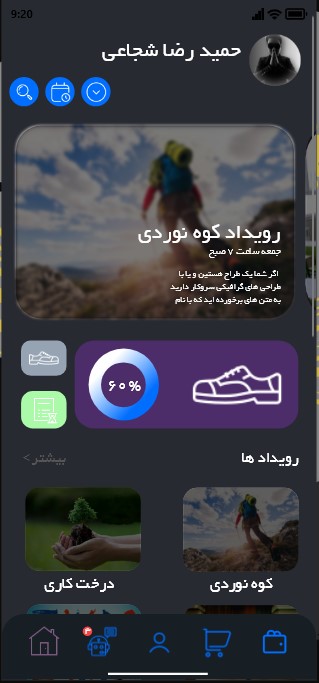 9:20
حمید رضا شجاعی
رویداد کوه نوردی
جمعه ساعت ۷ صبح
اگر شما یک طراح هستین و یا با
طراحی های گرافیکی سروکار دارید
به متن های برخورده اید که با نام
۶۰%
رویداد ها
بیشتر >
کوه نوردی
درخت کاری